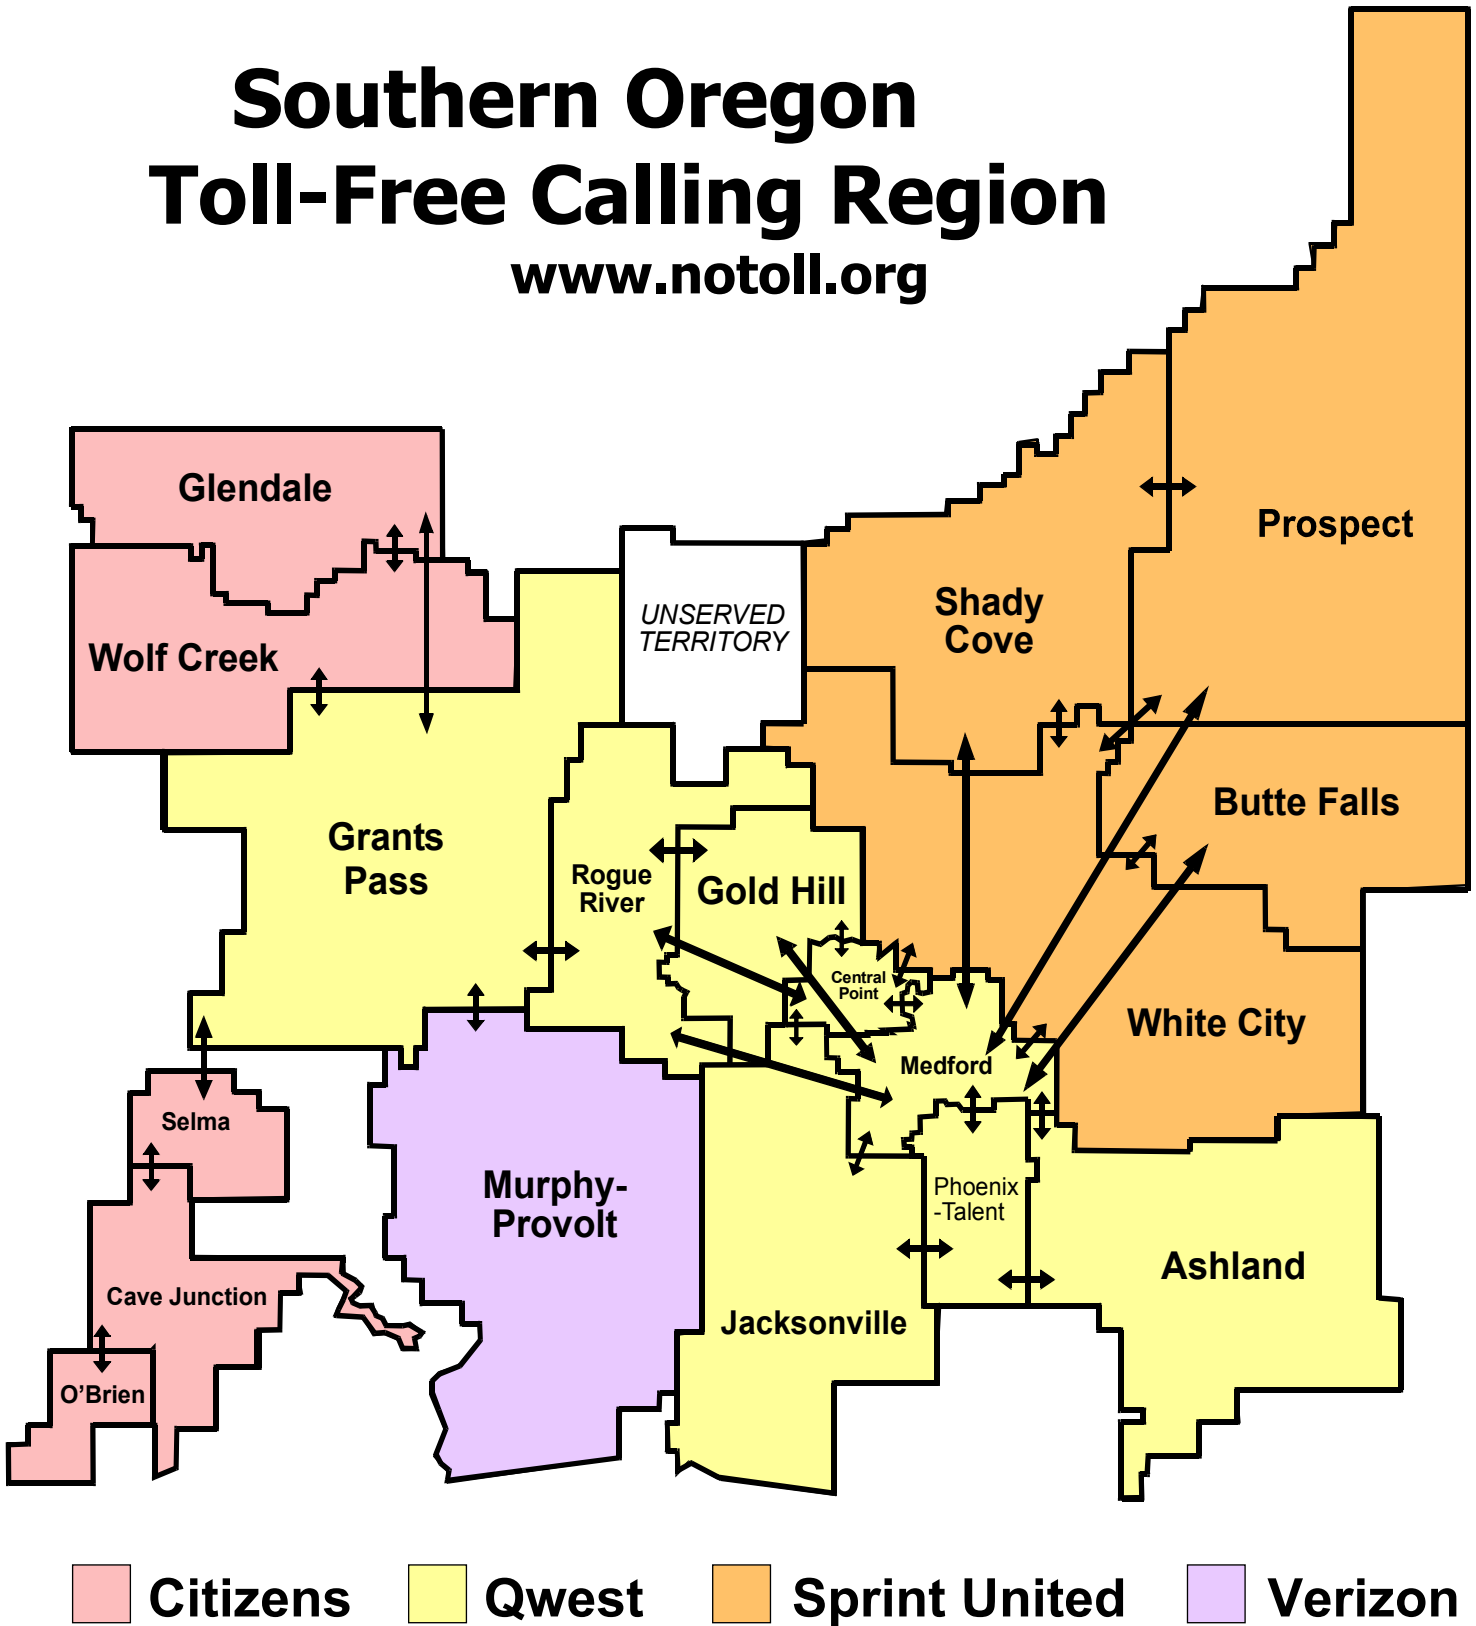 Southern Oregon
Toll-Free Calling Region
www.notoll.org
Glendale
Prospect
UNSERVED
TERRITORY
Shady
Cove
Wolf Creek
Butte Falls
Grants
Pass
Rogue
River
Gold Hill
Central
Point
White City
Medford
Selma
Murphy-
Provolt
Phoenix
-Talent
Ashland
Cave Junction
Jacksonville
O'Brien
Citizens
Qwest
Sprint United
Verizon